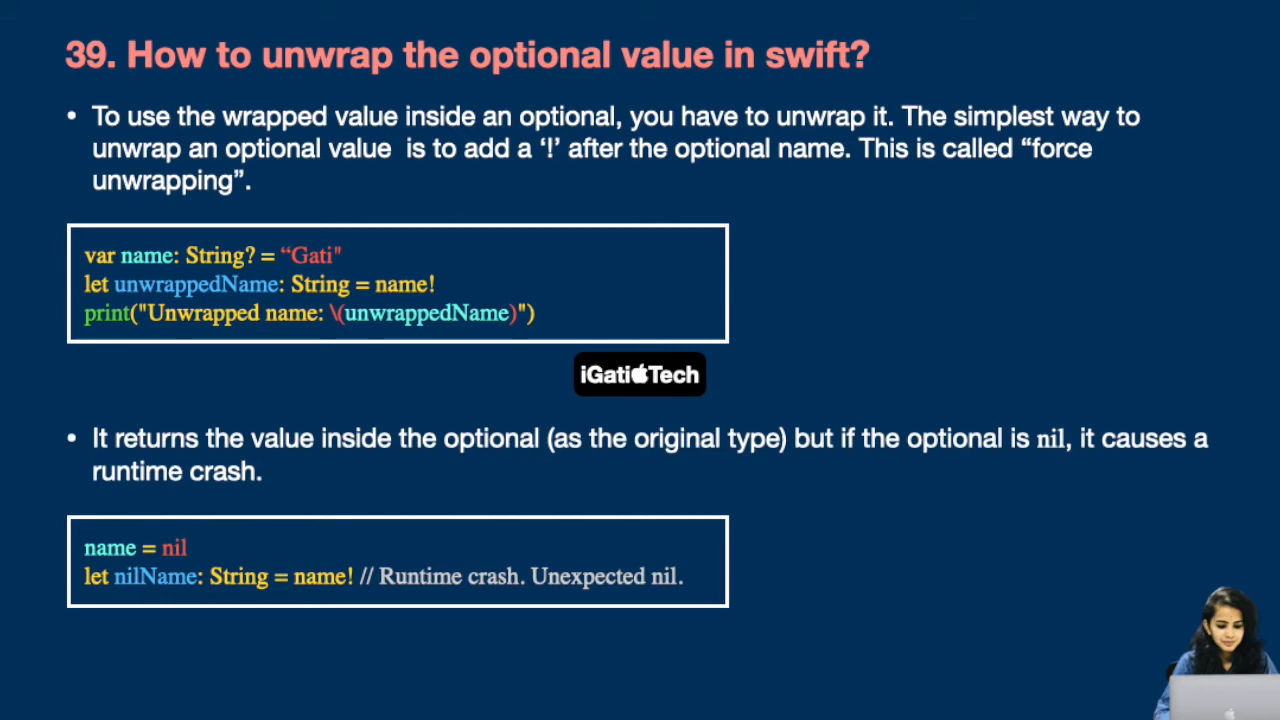 39. How to unwrap the optional value in swift?
• To use the wrapped value inside an optional, you have to unwrap it. The simplest way to
unwrap an optional value  is to add a ‘!’ after the optional name. This is called “force
unwrapping”.
var name: String? = “Gati"
let unwrappedName: String = name!
print("Unwrapped name: \(unwrappedName)")
iGatiTech
• It returns the value inside the optional (as the original type) but if the optional is nil, it causes a
runtime crash.
name = nil
let nilName: String = name! // Runtime crash. Unexpected nil.